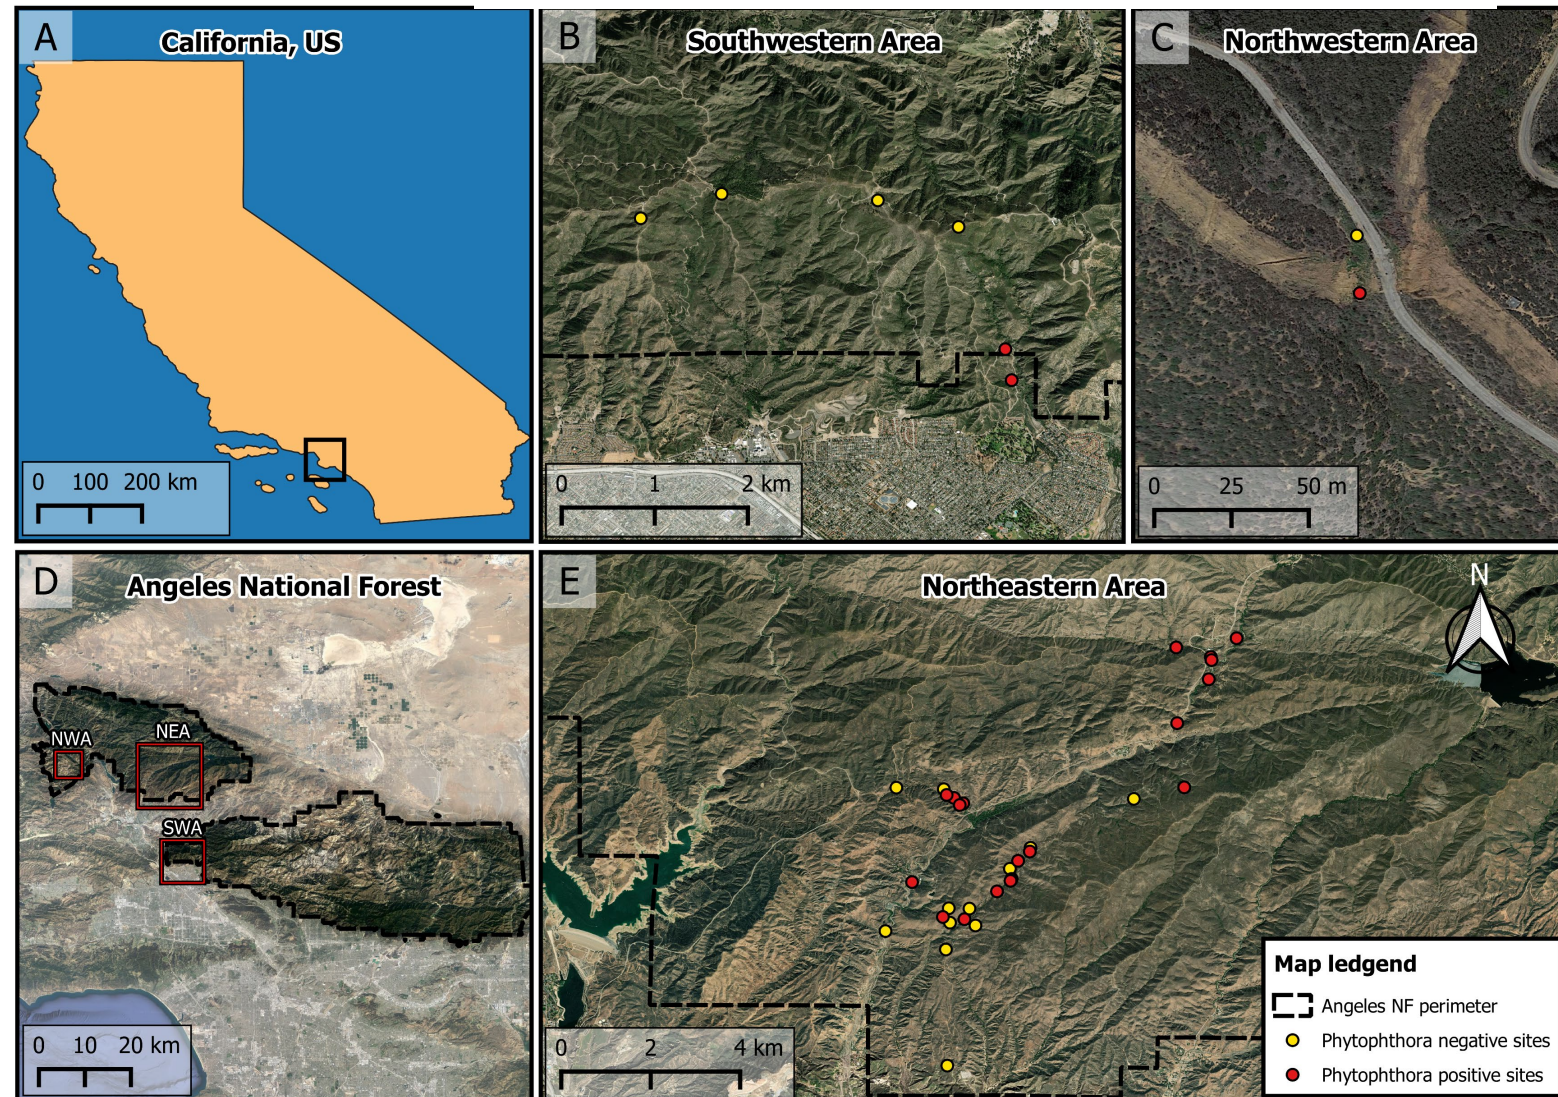 A
California, US
0 100 200 km
B
Southwestern Area
0 1 2 km
C
Northwestern Area
0 25 50 m
D
Angeles National Forest
NWA
NEA
SWA
0 10 20 km
E
Northeastern Area
N
0 2 4 km
Map ledgend
Angeles NF perimeter
Phytophthora negative sites
Phytophthora positive sites